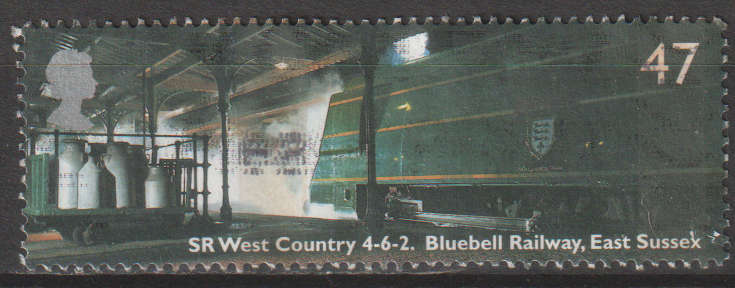 47
SR West Country 4-6-2. Bluebell Railway, East Sussex